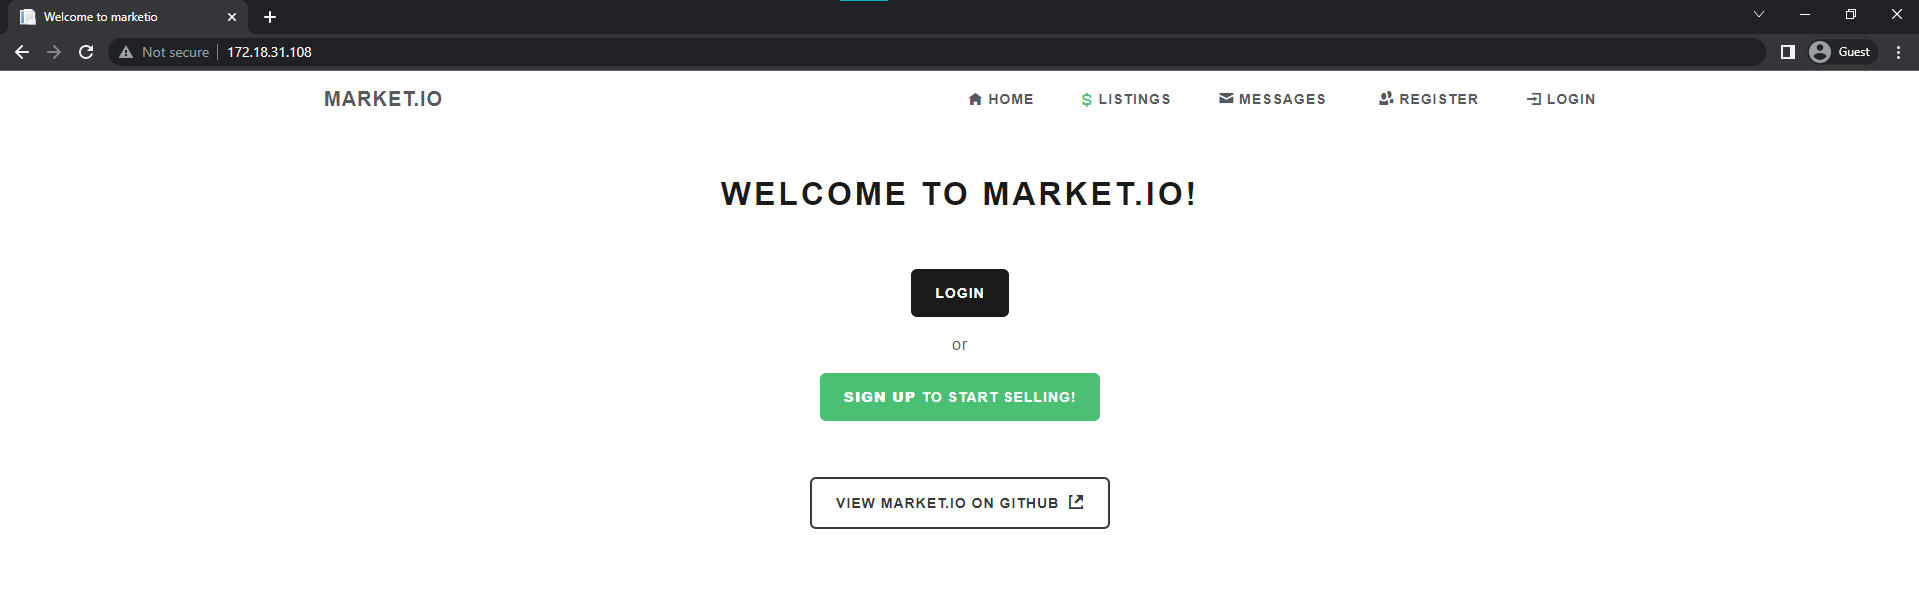 Welcome to marketio
Not secure 172.18.31.108 Guest
MARKET.IO HOME $ LISTINGS MESSAGES REGISTER LOGIN
WELCOME TO MARKET.IO!
LOGIN
or
SIGN UP TO START SELLING!
VIEW MARKET.IO ON GITHUB